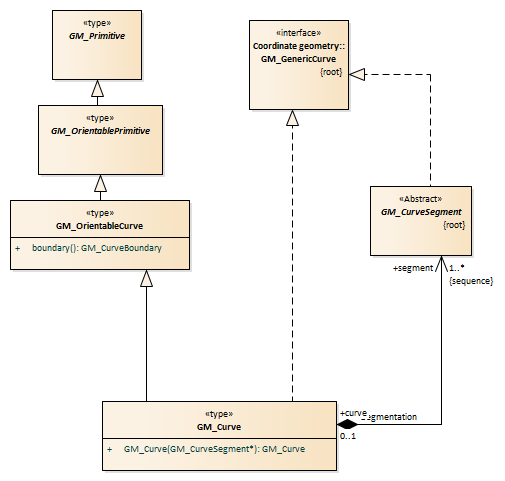 «type»
GM_Primitive
«interface»
Coordinate geometry::
GM_GenericCurve
{root}
«type»
GM_OrientablePrimitive
«Abstract»
GM_CurveSegment
{root}
«type»
GM_OrientableCurve
+ boundary(): GM_CurveBoundary
+segment 1..*
{sequence}
«type»
GM_Curve
+ GM_Curve(GM_CurveSegment*): GM_Curve
+curve
0..1